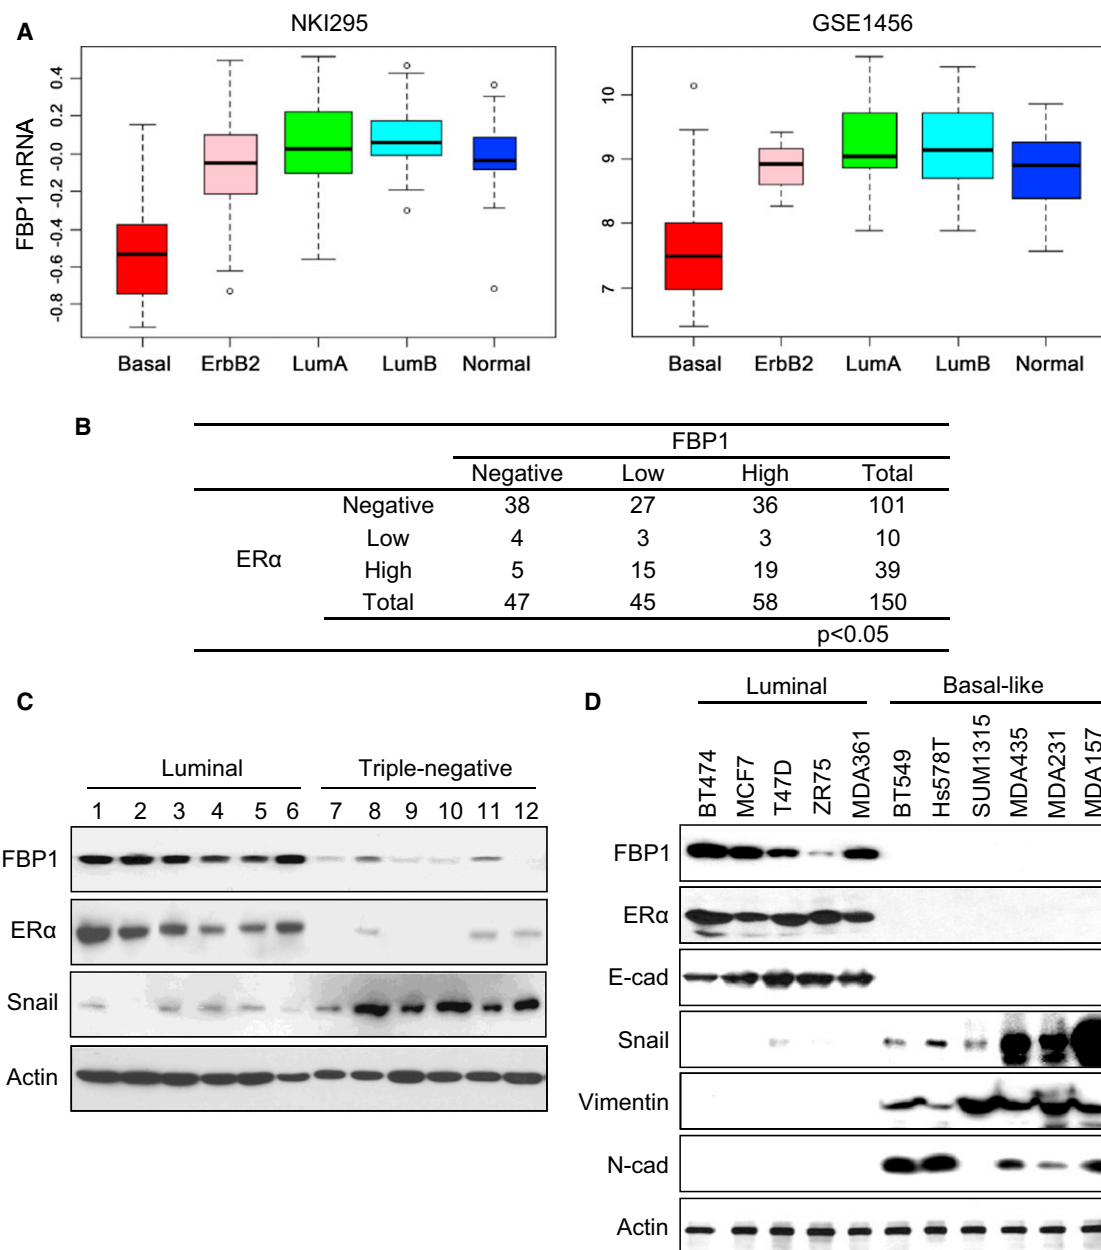 A
NKI295
GSE1456
FBP1 mRNA
0.4
0.2
-0.0
-0.2
-0.4
-0.6
-0.8
Basal ErbB2 LumA LumB Normal
10
9
8
7
Basal ErbB2 LumA LumB Normal
B
FBP1
Negative Low High Total
ERα
Negative 38 27 36 101
Low 4 3 3 10
High 5 15 19 39
Total 47 45 58 150
p<0.05
C
Luminal Triple-negative
1 2 3 4 5 6 7 8 9 10 11 12
FBP1
ERα
Snail
Actin
D
Luminal Basal-like
BT474 MCF7 T47D ZR75 MDA361 BT549 Hs578T SUM1315 MDA435 MDA231 MDA157
FBP1
ERα
E-cad
Snail
Vimentin
N-cad
Actin